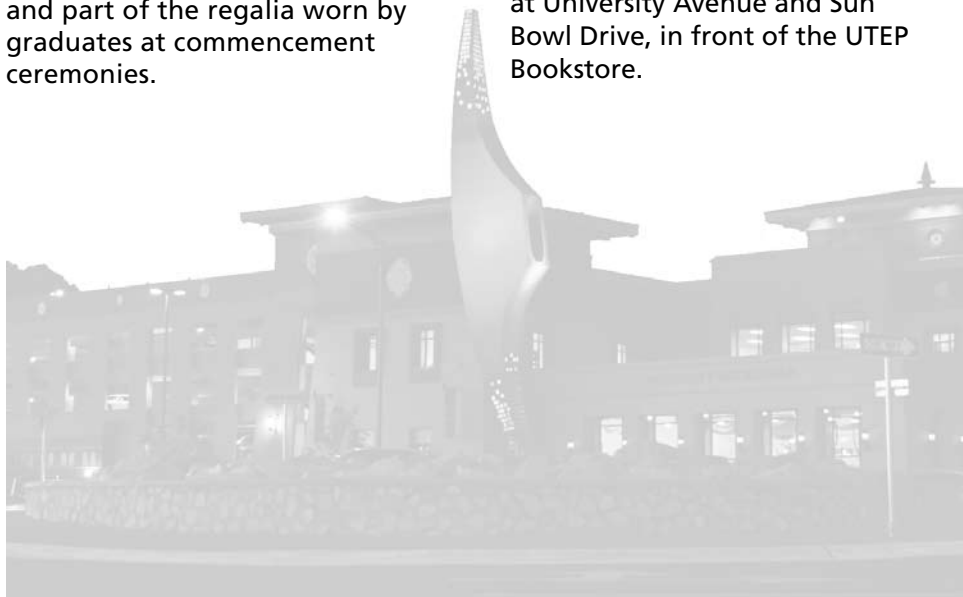 and part of the regalia worn by
graduates at commencement
ceremonies.
at University Avenue and Sun
Bowl Drive, in front of the UTEP
Bookstore.